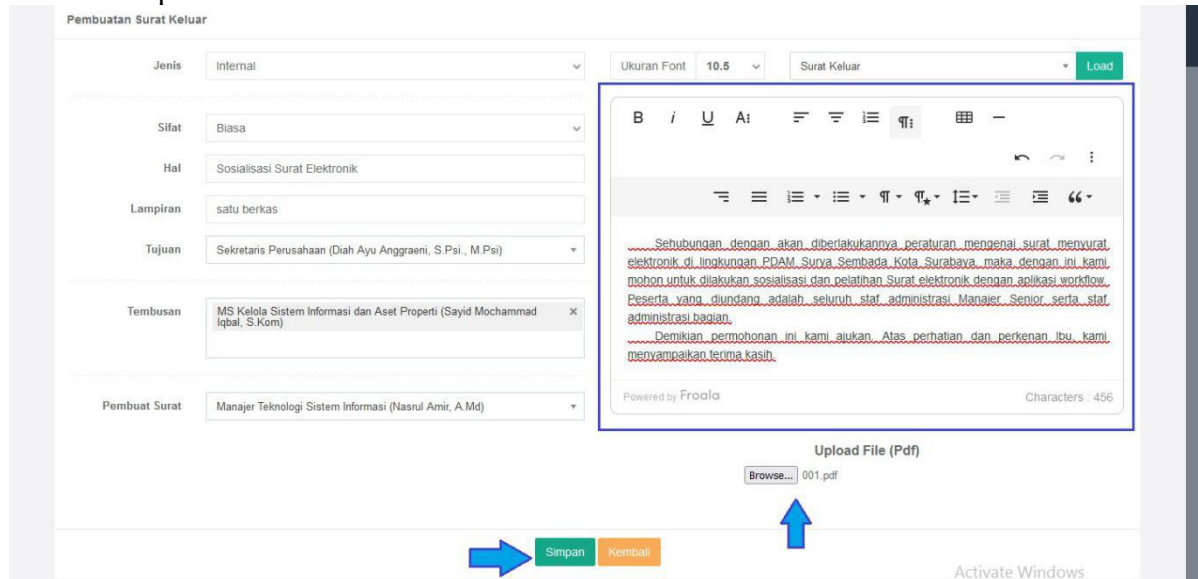 Pembuatan Surat Keluar
Jenis
Internal
Ukuran Font 10.5
Surat Keluar
Load
Sifat
Biasa
Hal
Sosialisasi Surat Elektronik
Lampiran
satu berkas
Tujuan
Sekretaris Perusahaan (Diah Ayu Anggraeni, S.Psi., M.Psi)
Tembusan
MS Kelola Sistem Informasi dan Aset Properti (Sayid Mochammad
Iqbal, S.Kom)
Pembuat Surat
Manajer Teknologi Sistem Informasi (Nasrul Amir, A.Md)
Sehubungan dengan akan diberlakukannya peraturan mengenai surat menyurat
elektronik di lingkungan PDAM Surya Sembada Kota Surabaya, maka dengan ini kami
mohon untuk dilakukan sosialisasi dan pelatihan Surat elektronik dengan aplikasi workflow.
Peserta yang diundang adalah seluruh staf administrasi Manajer Senior serta staf
administrasi bagian.
Demikian permohonan ini kami ajukan. Atas perhatian dan perkenan Ibu, kami
menyampaikan terima kasih.
Powered by Froala
Characters : 456
Upload File (Pdf)
Browse... 001.pdf
Simpan
Kembali
Activate Windows